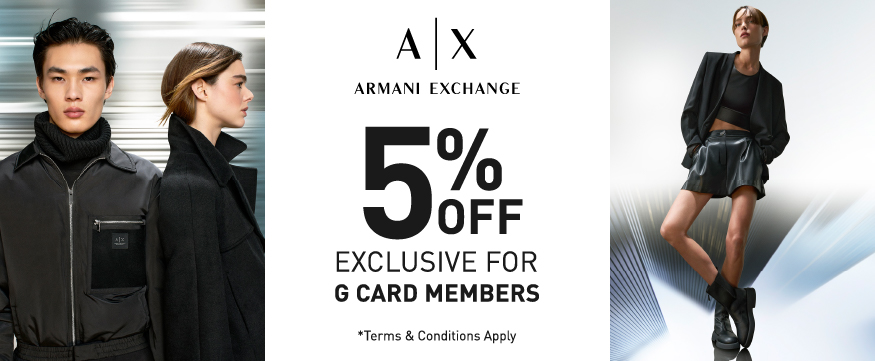 A|X
ARMANI EXCHANGE
5%
OFF
EXCLUSIVE FOR
G CARD MEMBERS
*Terms & Conditions Apply
A|X